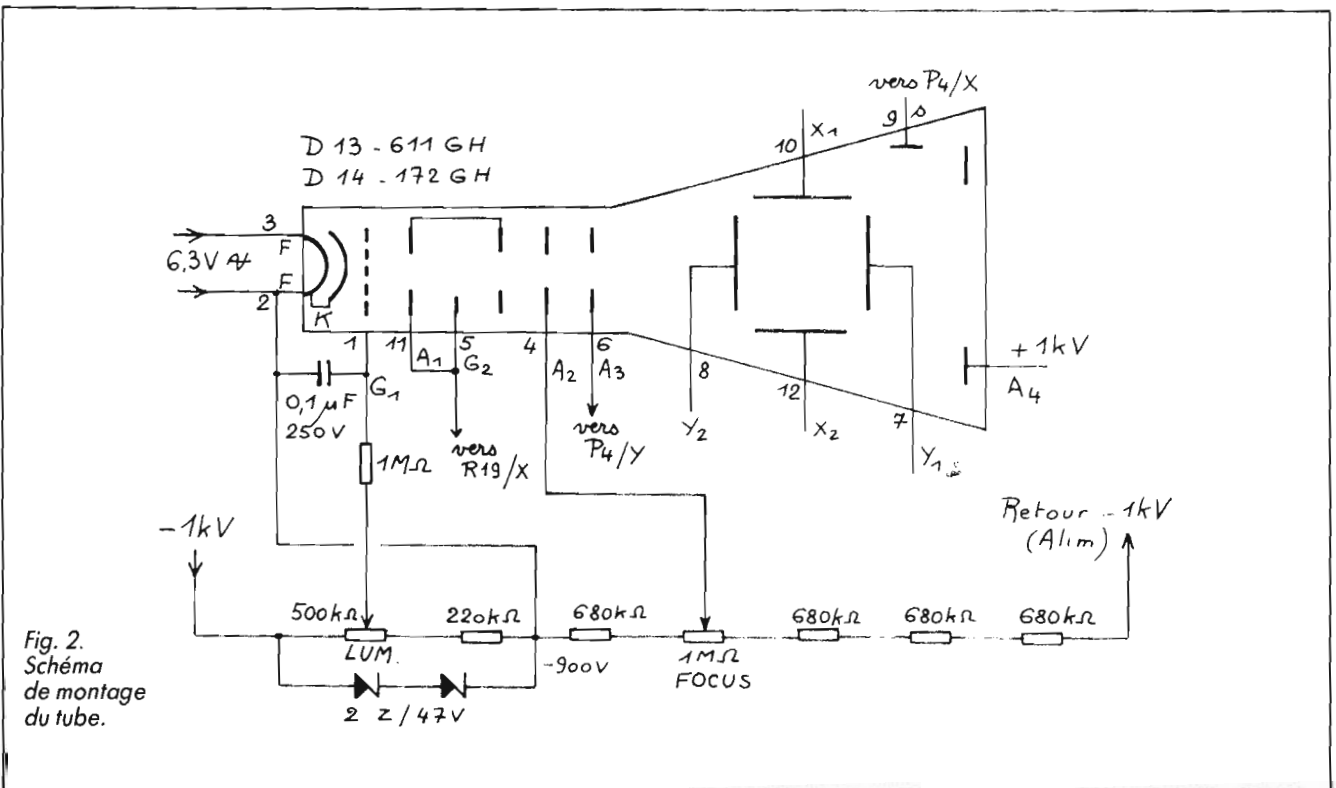 vers P4/X
9 s
10 X1
D 13 - 611 GH
D 14 - 172 GH
3
F
6,3V
F
2
K
1
11
A1
5
G2
4
A2
6
A3
8
12
7
+1kV
A4
G1
0,1µF
250V
1MΩ
vers
R19/X
vers
P4/Y
Y2
X2
Y1
-1kV
Retour -1kV
(Alim)
500kΩ
220kΩ
680kΩ
680kΩ
680kΩ
680kΩ
LUM.
-900V
1MΩ
FOCUS
2 Z/47V
Fig. 2.
Schéma
de montage
du tube.